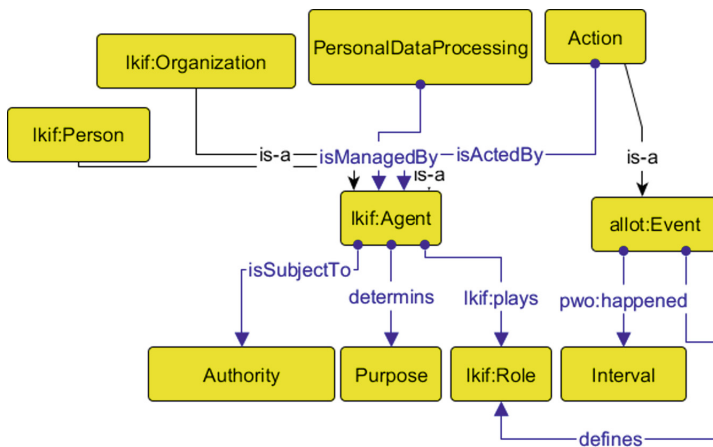 Action
PersonalDataProcessing
lkif:Organization
lkif:Person
is-a
isManagedBy
isActedBy
is-a
is-a
lkif:Agent
allot:Event
isSubjectTo
determins
lkif:plays
pwo:happened
Authority
Purpose
lkif:Role
Interval
defines